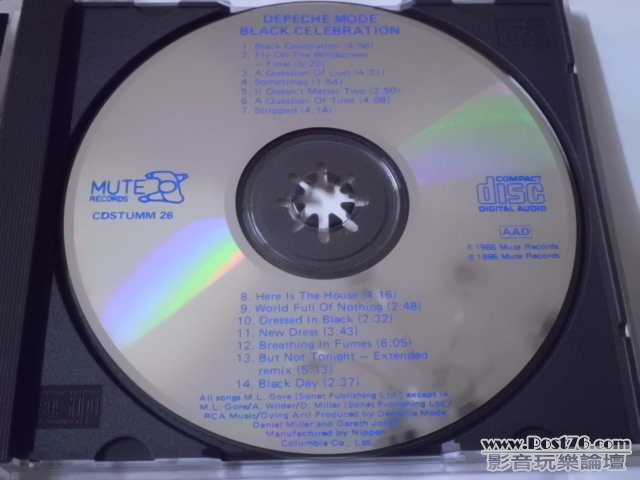 DEPECHE MODE
BLACK CELEBRATION
1. Black Celebration (4:56)
2. Fly On The Windscreen
– Final (5:20)
3. A Question Of Lust (4:21)
4. Sometimes (1:54)
5. It Doesn't Matter Two (2:50)
6. A Question Of Time (4:09)
7. Stripped (4:14)
MUTE
RECORDS
CDSTUMM 26
COMPACT
disc
DIGITAL AUDIO
AAD
℗ 1986 Mute Records
© 1986 Mute Records
8. Here Is The House (4:16)
9. World Full Of Nothing (2:48)
10. Dressed In Black (2:32)
11. New Dress (3:43)
12. Breathing In Fumes (6:05)
13. But Not Tonight – Extended
remix (5:13)
14. Black Day (2:37)
All songs M.L. Gore (Sonet Publishing Ltd.) except (4.
M.L. Gore/A. Wilder/D. Miller (Sonet Publishing Ltd./
RCA Music/Dying Art) Produced by Depeche Mode,
Daniel Miller and Gareth Jones
Manufactured by Nippon
Columbia Co., Ltd.
www.Post76.com
影音玩樂論壇